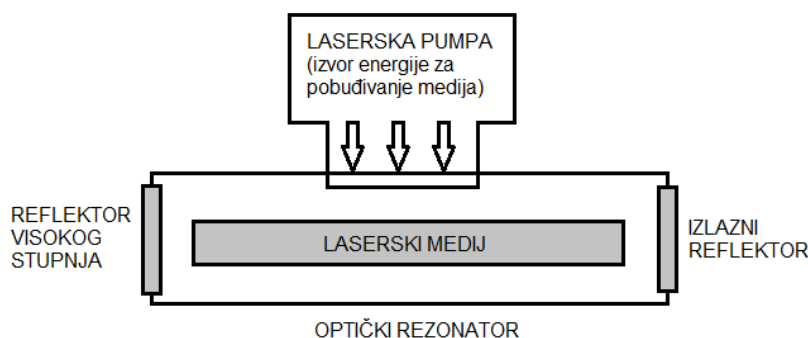 LASERSKA PUMPA
(izvor energije za
pobuđivanje medija)
REFLEKTOR
VISOKOG
STUPNJA
LASERSKI MEDIJ
IZLAZNI
REFLEKTOR
OPTIČKI REZONATOR